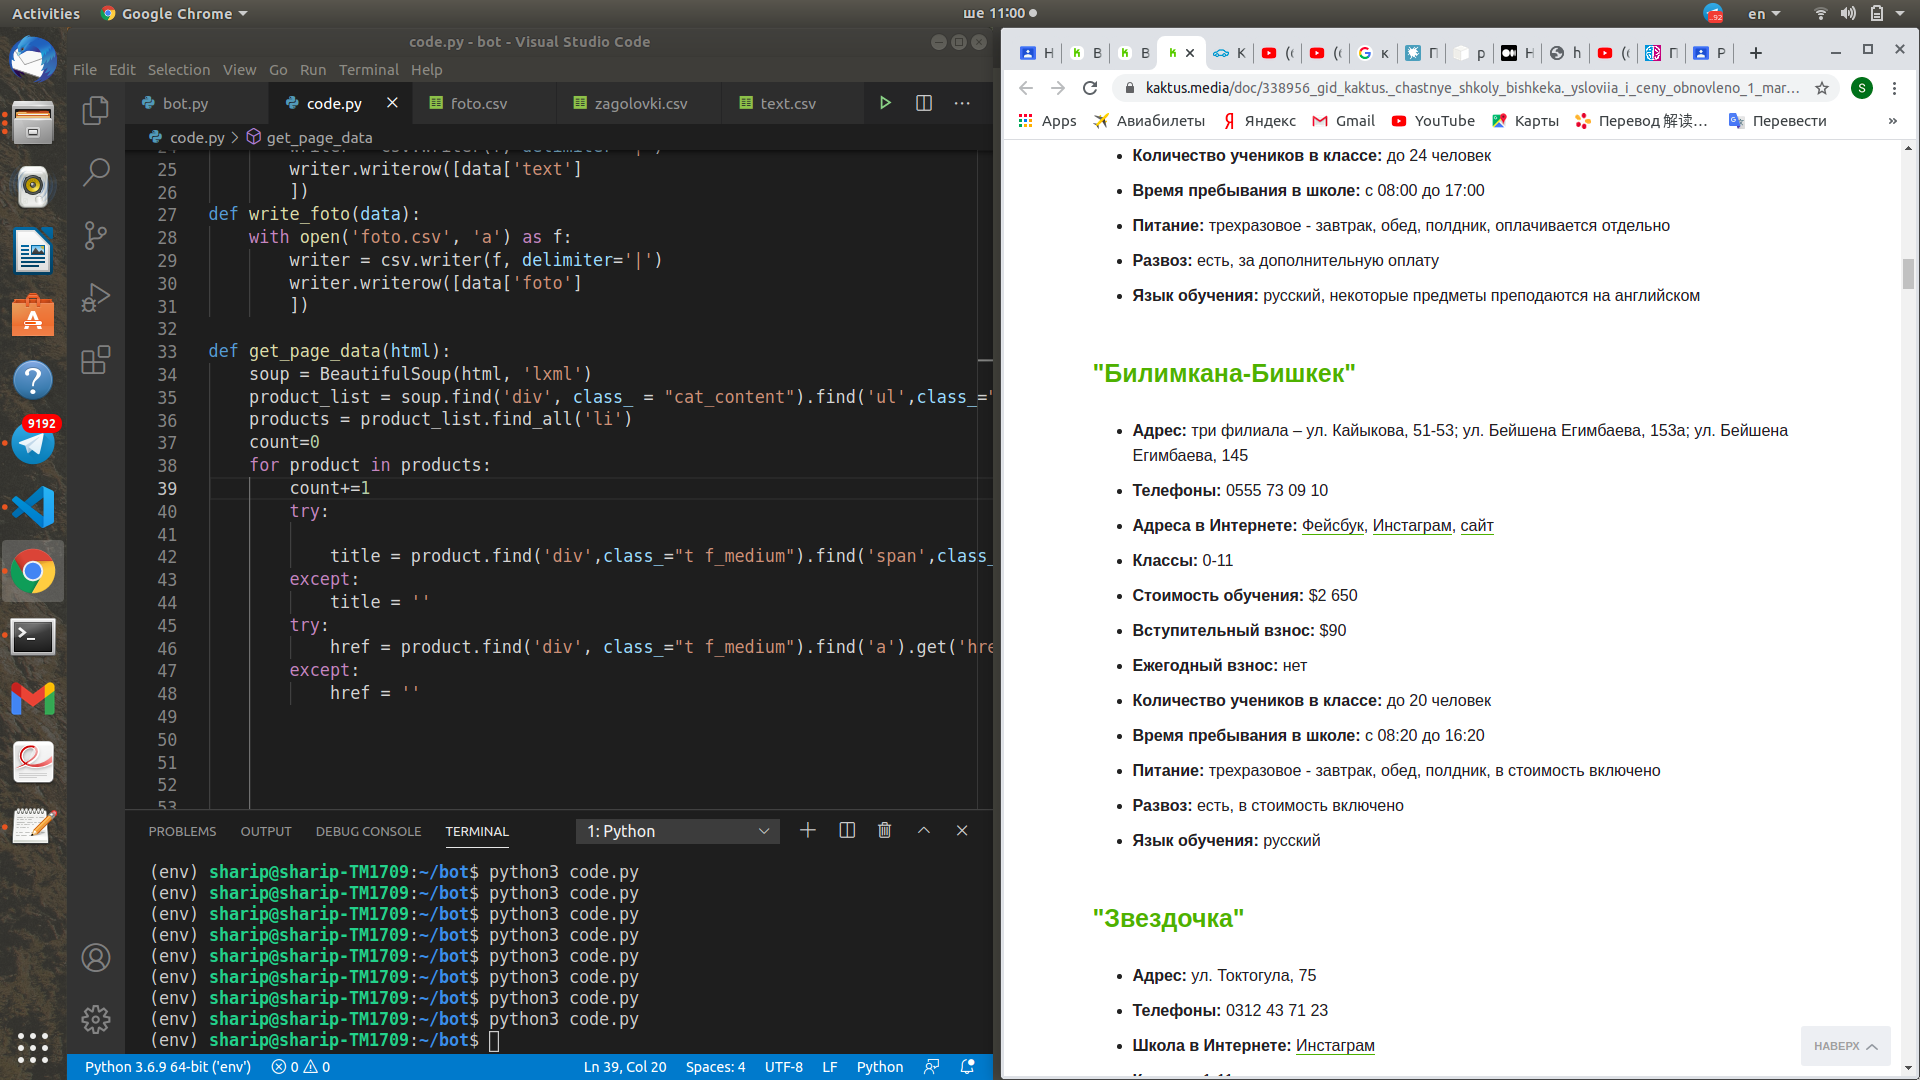 Activities Google Chrome ше 11:00 92 en
code.py - bot - Visual Studio Code
File Edit Selection View Go Run Terminal Help
bot.py code.py foto.csv zagolovki.csv text.csv
code.py > get_page_data
25 writer.writerow([data['text']
26 ])
27 def write_foto(data):
28 with open('foto.csv', 'a') as f:
29 writer = csv.writer(f, delimiter='|')
30 writer.writerow([data['foto']
31 ])
32
33 def get_page_data(html):
34 soup = BeautifulSoup(html, 'lxml')
35 product_list = soup.find('div', class_ = "cat_content").find('ul',class_=
36 products = product_list.find_all('li')
37 count=0
38 for product in products:
39 count+=1
40 try:
41
42 title = product.find('div',class_="t f_medium").find('span',class_
43 except:
44 title = ''
45 try:
46 href = product.find('div', class_="t f_medium").find('a').get('hre
47 except:
48 href = ''
49
50
51
52
53
PROBLEMS OUTPUT DEBUG CONSOLE TERMINAL 1: Python
(env) sharip@sharip-TM1709:~/bot$ python3 code.py
(env) sharip@sharip-TM1709:~/bot$ python3 code.py
(env) sharip@sharip-TM1709:~/bot$ python3 code.py
(env) sharip@sharip-TM1709:~/bot$ python3 code.py
(env) sharip@sharip-TM1709:~/bot$ python3 code.py
(env) sharip@sharip-TM1709:~/bot$ python3 code.py
(env) sharip@sharip-TM1709:~/bot$ python3 code.py
(env) sharip@sharip-TM1709:~/bot$ python3 code.py
(env) sharip@sharip-TM1709:~/bot$
Python 3.6.9 64-bit ('env') 0 0 Ln 39, Col 20 Spaces: 4 UTF-8 LF Python
9192
kaktus.media/doc/338956_gid_kaktus._chastnye_shkoly_bishkeka._ysloviia_i_ceny_obnovleno_1_mar... S
Apps Авиабилеты Яндекс Gmail YouTube Карты Перевод 解读... Перевести »
Количество учеников в классе: до 24 человек
Время пребывания в школе: с 08:00 до 17:00
Питание: трехразовое - завтрак, обед, полдник, оплачивается отдельно
Развоз: есть, за дополнительную оплату
Язык обучения: русский, некоторые предметы преподаются на английском
"Билимкана-Бишкек"
Адрес: три филиала – ул. Кайыкова, 51-53; ул. Бейшена Егимбаева, 153а; ул. Бейшена
Егимбаева, 145
Телефоны: 0555 73 09 10
Адреса в Интернете: Фейсбук, Инстаграм, сайт
Классы: 0-11
Стоимость обучения: $2 650
Вступительный взнос: $90
Ежегодный взнос: нет
Количество учеников в классе: до 20 человек
Время пребывания в школе: с 08:20 до 16:20
Питание: трехразовое - завтрак, обед, полдник, в стоимость включено
Развоз: есть, в стоимость включено
Язык обучения: русский
"Звездочка"
Адрес: ул. Токтогула, 75
Телефоны: 0312 43 71 23
Школа в Интернете: Инстаграм
НАВЕРХ